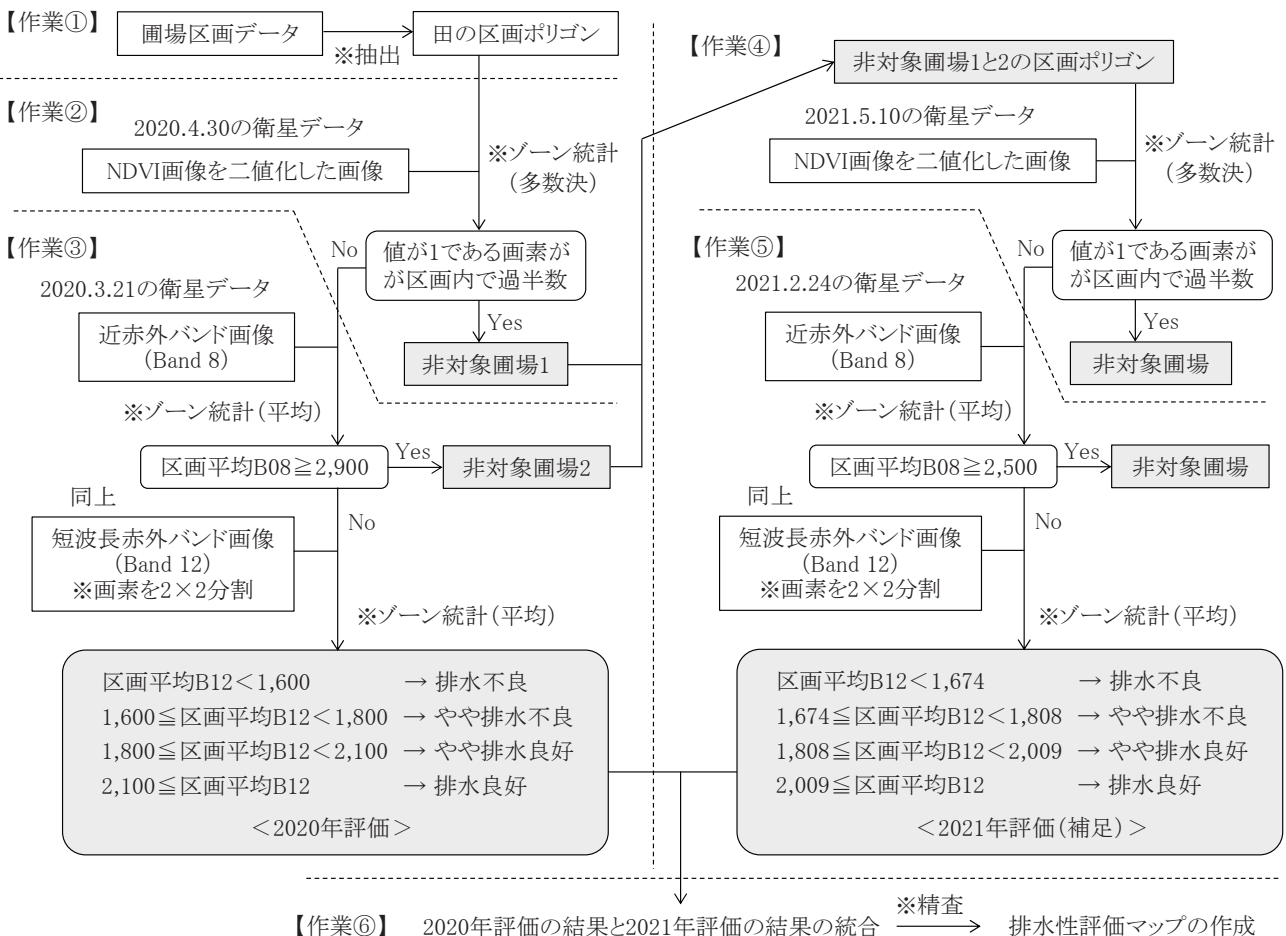 【作業①】
圃場区画データ
※抽出
田の区画ポリゴン
【作業②】
2020.4.30の衛星データ
NDVI画像を二値化した画像
※ゾーン統計
(多数決)
【作業③】
No
値が1である画素が
が区画内で過半数
2020.3.21の衛星データ
Yes
近赤外バンド画像
(Band 8)
非対象圃場1
※ゾーン統計(平均)
区画平均B08≧2,900
Yes
非対象圃場2
同上
No
短波長赤外バンド画像
(Band 12)
※画素を2×2分割
※ゾーン統計(平均)
区画平均B12<1,600 → 排水不良
1,600≦区画平均B12<1,800 → やや排水不良
1,800≦区画平均B12<2,100 → やや排水良好
2,100≦区画平均B12 → 排水良好
<2020年評価>
【作業④】
非対象圃場1と2の区画ポリゴン
2021.5.10の衛星データ
NDVI画像を二値化した画像
※ゾーン統計
(多数決)
【作業⑤】
No
値が1である画素が
が区画内で過半数
2021.2.24の衛星データ
Yes
近赤外バンド画像
(Band 8)
非対象圃場
※ゾーン統計(平均)
区画平均B08≧2,500
Yes
非対象圃場
同上
No
短波長赤外バンド画像
(Band 12)
※画素を2×2分割
※ゾーン統計(平均)
区画平均B12<1,674 → 排水不良
1,674≦区画平均B12<1,808 → やや排水不良
1,808≦区画平均B12<2,009 → やや排水良好
2,009≦区画平均B12 → 排水良好
<2021年評価(補足)>
【作業⑥】
2020年評価の結果と2021年評価の結果の統合
※精査
排水性評価マップの作成